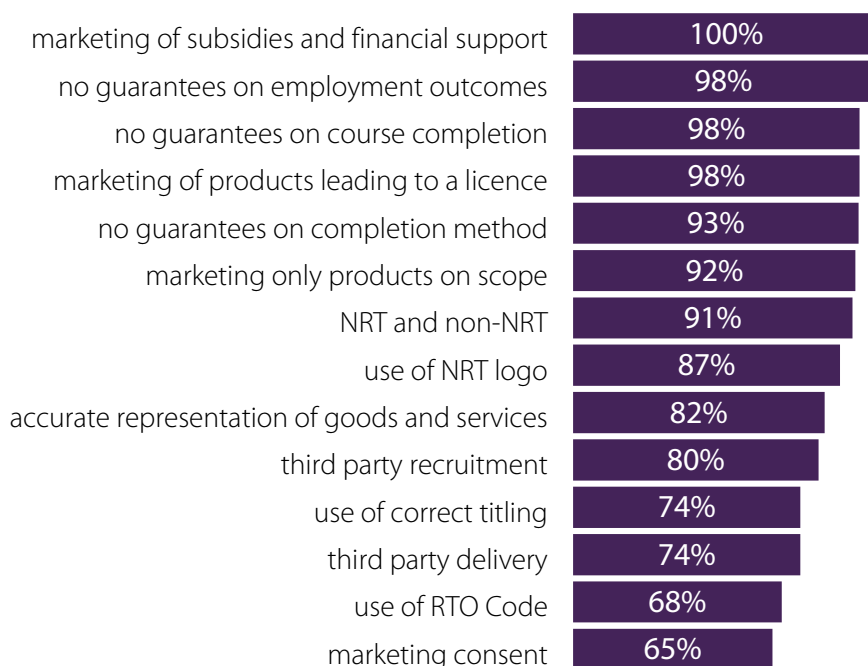 marketing of subsidies and financial support 100%
no guarantees on employment outcomes 98%
no guarantees on course completion 98%
marketing of products leading to a licence 98%
no guarantees on completion method 93%
marketing only products on scope 92%
NRT and non-NRT 91%
use of NRT logo 87%
accurate representation of goods and services 82%
third party recruitment 80%
use of correct titling 74%
third party delivery 74%
use of RTO Code 68%
marketing consent 65%